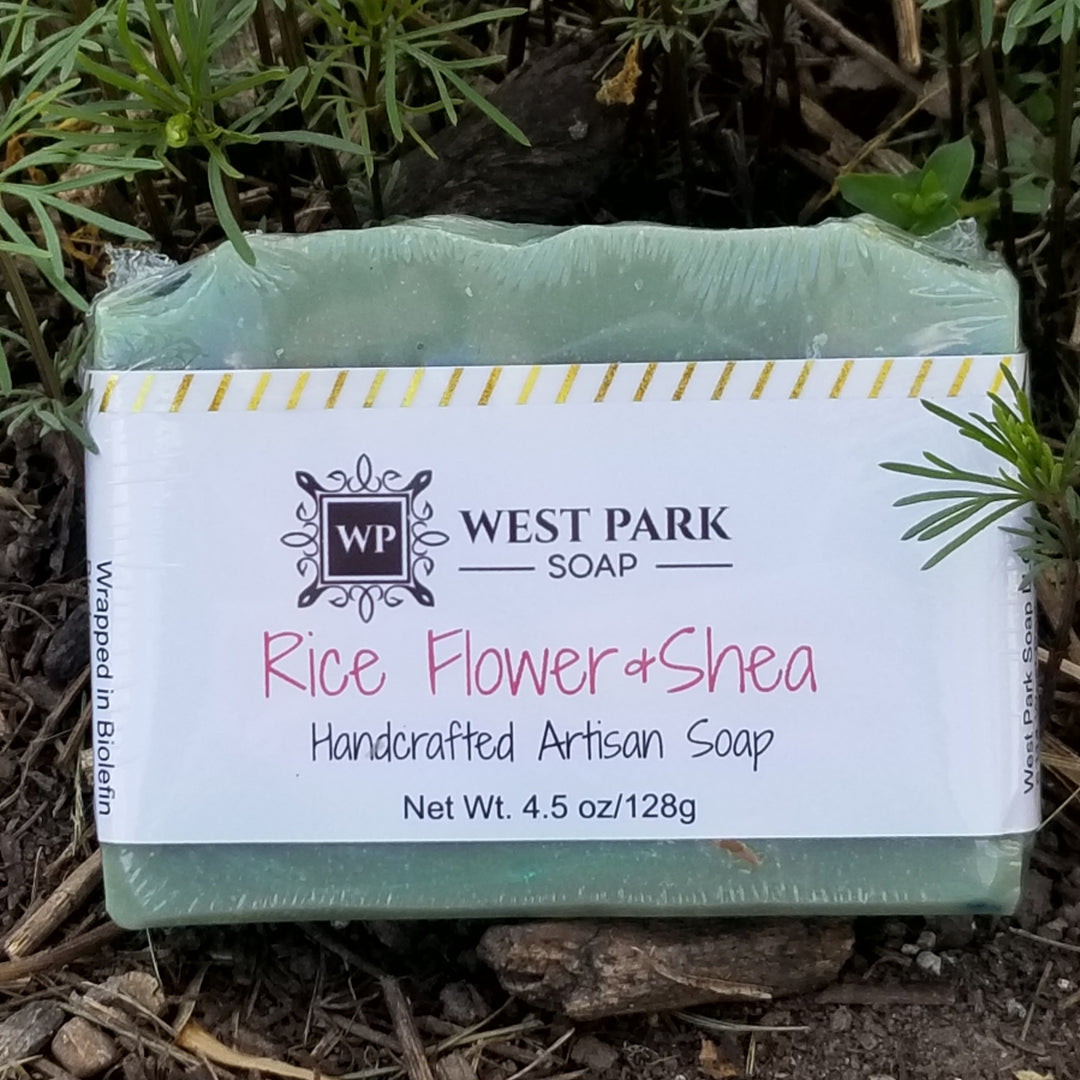 WP
WEST PARK
SOAP
Rice Flower & Shea
Handcrafted Artisan Soap
Net Wt. 4.5 oz/128g
Wrapped in Biolefin
West Park Soap